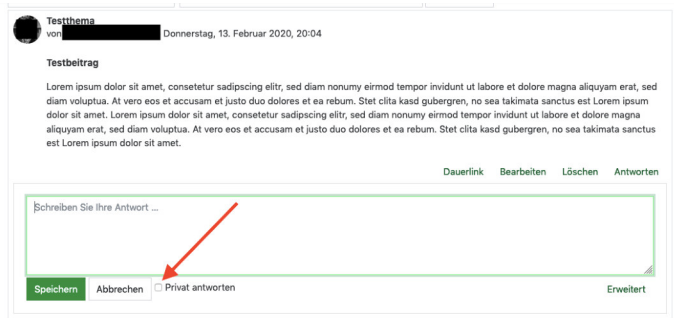 Testthema
von Donnerstag, 13. Februar 2020, 20:04
Testbeitrag
Lorem ipsum dolor sit amet, consetetur sadipscing elitr, sed diam nonumy eirmod tempor invidunt ut labore et dolore magna aliquyam erat, sed
diam voluptua. At vero eos et accusam et justo duo dolores et ea rebum. Stet clita kasd gubergren, no sea takimata sanctus est Lorem ipsum
dolor sit amet. Lorem ipsum dolor sit amet, consetetur sadipscing elitr, sed diam nonumy eirmod tempor invidunt ut labore et dolore magna
aliquyam erat, sed diam voluptua. At vero eos et accusam et justo duo dolores et ea rebum. Stet clita kasd gubergren, no sea takimata sanctus
est Lorem ipsum dolor sit amet.
Dauerlink Bearbeiten Löschen Antworten
Schreiben Sie Ihre Antwort ...
Speichern Abbrechen Privat antworten Erweitert